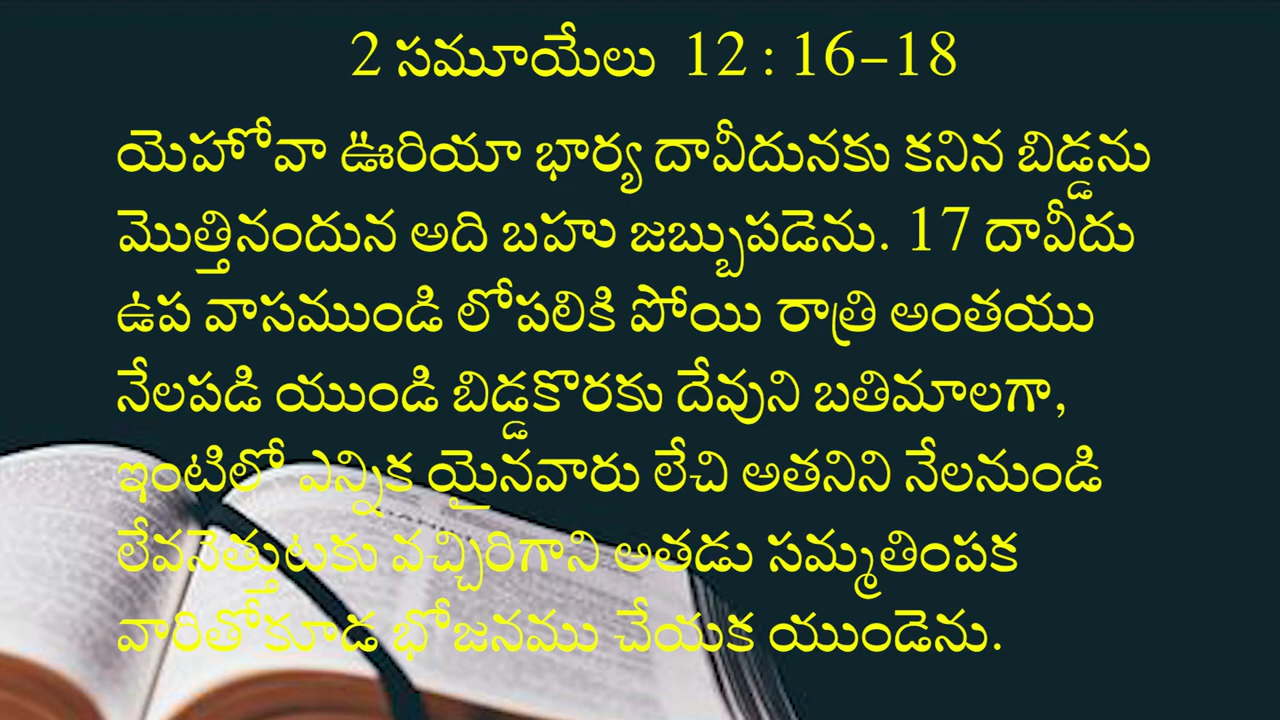 2 సమూయేలు 12 : 16-18
యెహోవా ఊరియా భార్య దావీదునకు కనిన బిడ్డను
మొత్తినందున అది బహు జబ్బుపడెను. 17 దావీదు
ఉప వాసముండి లోపలికి పోయి రాత్రి అంతయు
నేలపడి యుండి బిడ్డకొరకు దేవుని బతిమాలగా,
ఇంటిలో ఎన్నిక యైనవారు లేచి అతనిని నేలనుండి
లేవనెత్తుటకు వచ్చిరిగాని అతడు సమ్మతింపక
వారితోకూడ భోజనము చేయక యుండెను.